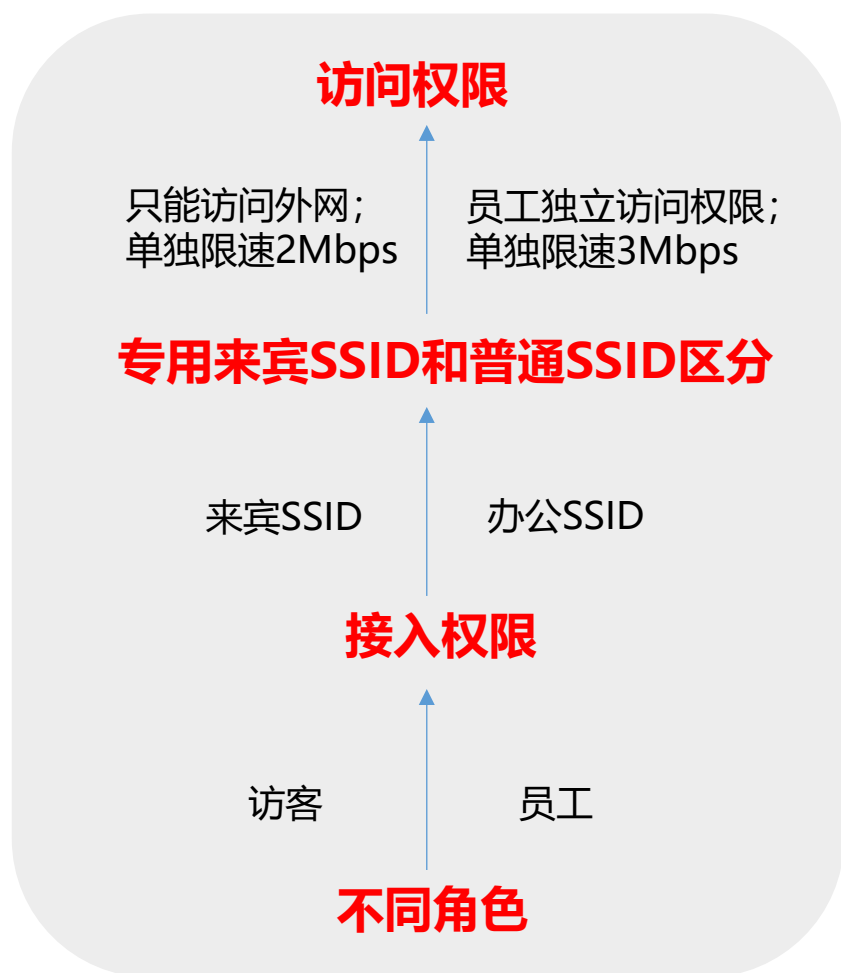 访问权限
只能访问外网；
单独限速2Mbps
员工独立访问权限；
单独限速3Mbps
专用来宾SSID和普通SSID区分
来宾SSID
办公SSID
接入权限
访客
员工
不同角色